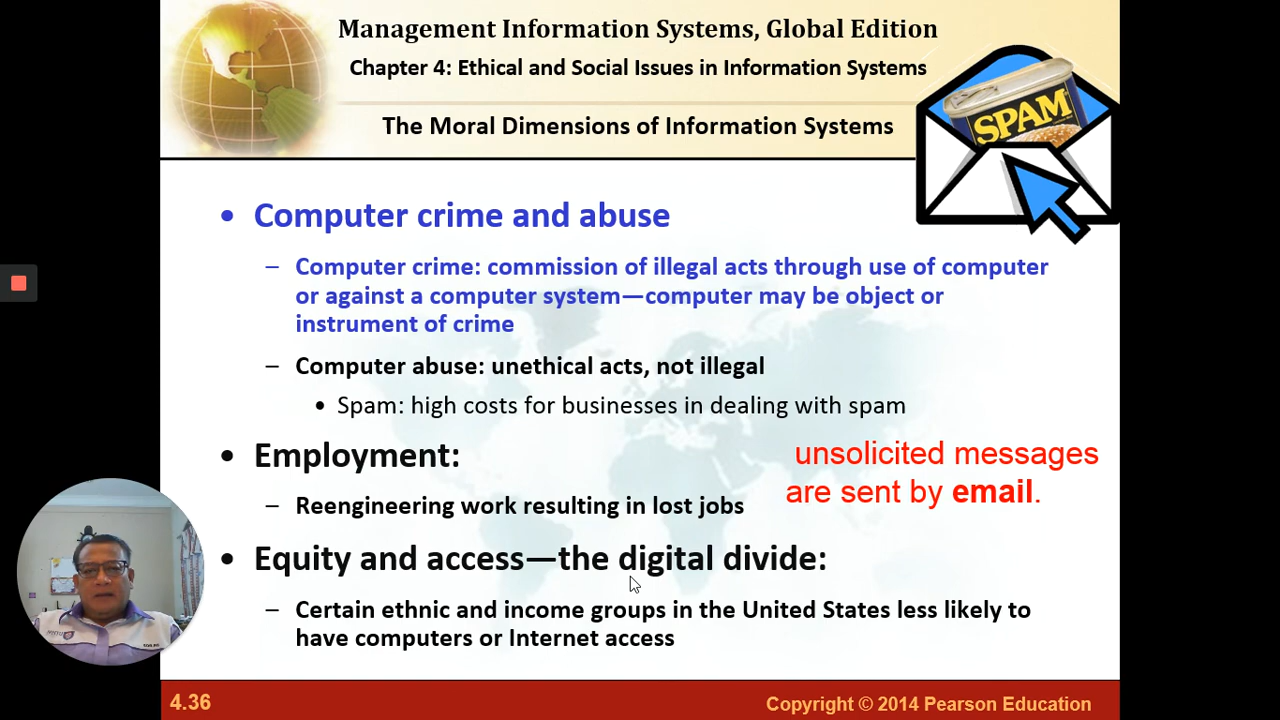 Management Information Systems, Global Edition
Chapter 4: Ethical and Social Issues in Information Systems
The Moral Dimensions of Information Systems
SPAM
• Computer crime and abuse
– Computer crime: commission of illegal acts through use of computer
or against a computer system—computer may be object or
instrument of crime
– Computer abuse: unethical acts, not illegal
• Spam: high costs for businesses in dealing with spam
• Employment:
– Reengineering work resulting in lost jobs
unsolicited messages
are sent by email.
• Equity and access—the digital divide:
– Certain ethnic and income groups in the United States less likely to
have computers or Internet access
4.36
Copyright © 2014 Pearson Education